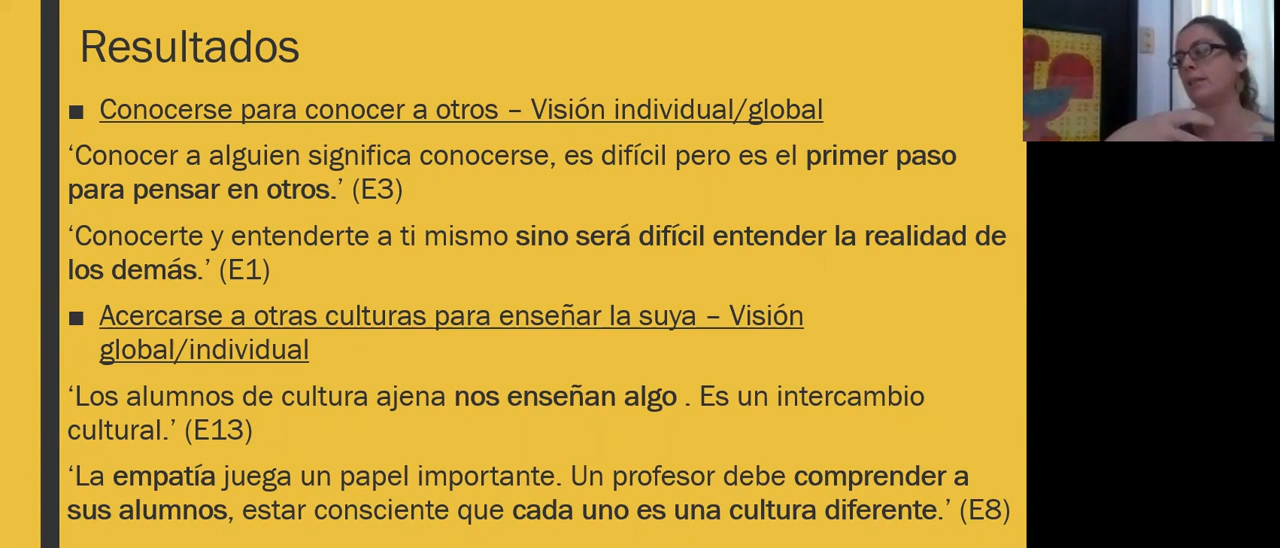 Resultados
■ Conocerse para conocer a otros – Visión individual/global
‘Conocer a alguien significa conocerse, es difícil pero es el primer paso
para pensar en otros.’ (E3)
‘Conocerte y entenderte a ti mismo sino será difícil entender la realidad de
los demás.’ (E1)
■ Acercarse a otras culturas para enseñar la suya – Visión
global/individual
‘Los alumnos de cultura ajena nos enseñan algo . Es un intercambio
cultural.’ (E13)
‘La empatía juega un papel importante. Un profesor debe comprender a
sus alumnos, estar consciente que cada uno es una cultura diferente.’ (E8)